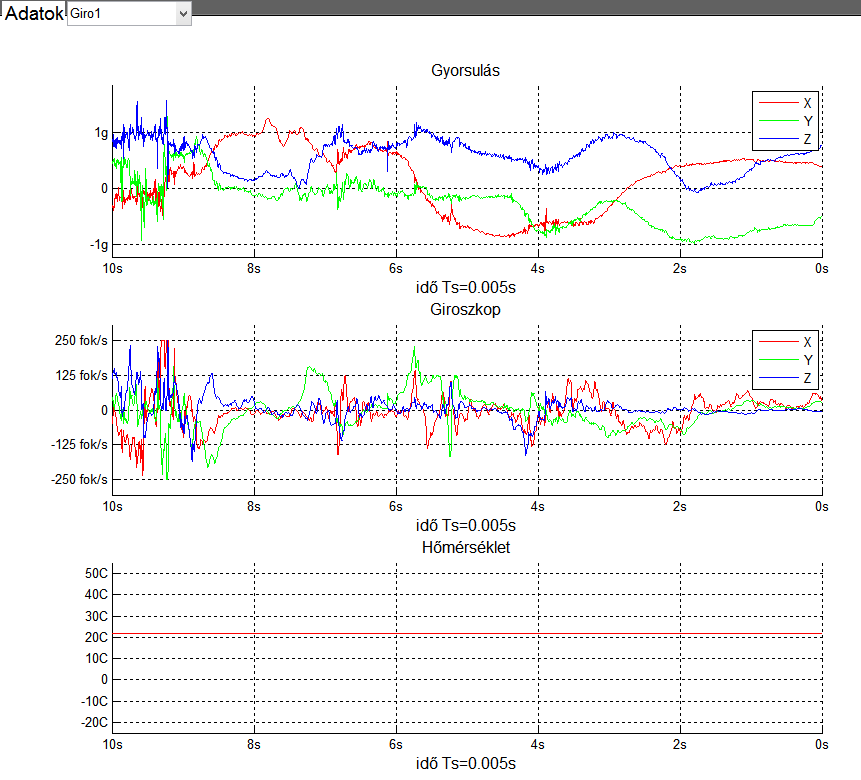 Adatok Giro1
Gyorsulás
X
Y
Z
1g
0
-1g
10s 8s 6s 4s 2s 0s
idő Ts=0.005s
Giroszkop
X
Y
Z
250 fok/s
125 fok/s
0
-125 fok/s
-250 fok/s
10s 8s 6s 4s 2s 0s
idő Ts=0.005s
Hőmérséklet
50C
40C
30C
20C
10C
0
-10C
-20C
10s 8s 6s 4s 2s 0s
idő Ts=0.005s